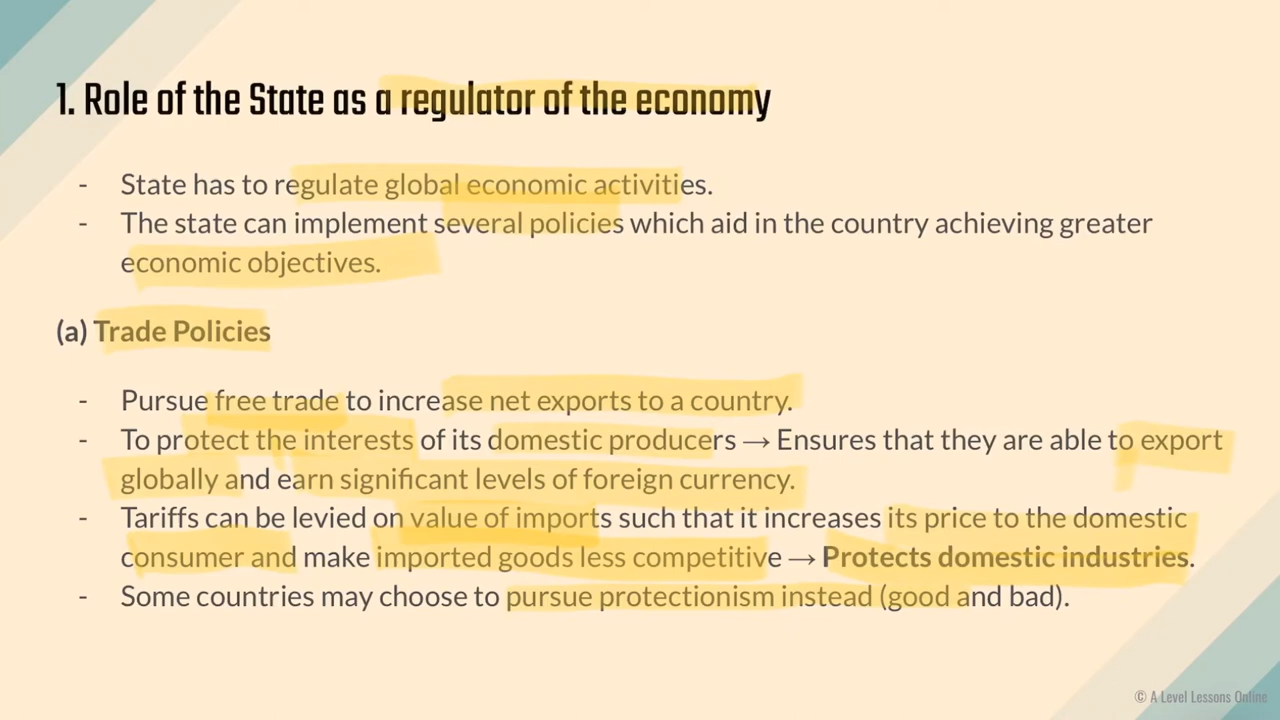 1. Role of the State as a regulator of the economy
- State has to regulate global economic activities.
- The state can implement several policies which aid in the country achieving greater
economic objectives.
(a) Trade Policies
- Pursue free trade to increase net exports to a country.
- To protect the interests of its domestic producers → Ensures that they are able to export
globally and earn significant levels of foreign currency.
- Tariffs can be levied on value of imports such that it increases its price to the domestic
consumer and make imported goods less competitive → Protects domestic industries.
- Some countries may choose to pursue protectionism instead (good and bad).
© A Level Lessons Online